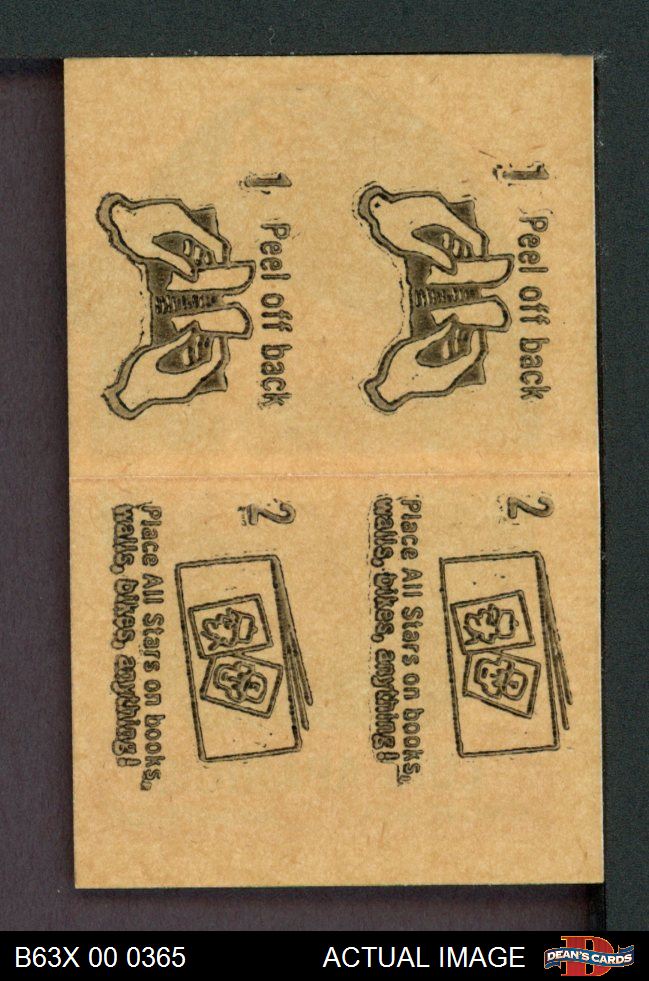 1 Peel off back
2
Place All Stars on books,
walls, bikes, anything!
1 Peel off back
2
Place All Stars on books,
walls, bikes, anything!
B63X 00 0365
ACTUAL IMAGE
D
DEAN'S CARDS